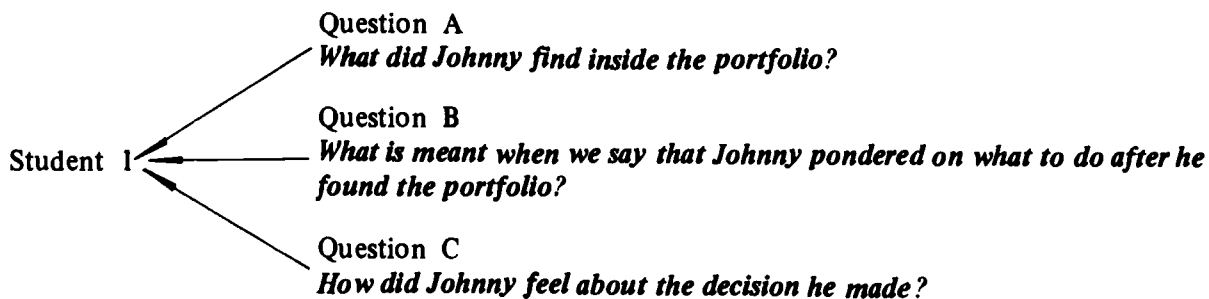 Question A
What did Johnny find inside the portfolio?
Question B
Student 1
What is meant when we say that Johnny pondered on what to do after he
found the portfolio?
Question C
How did Johnny feel about the decision he made?